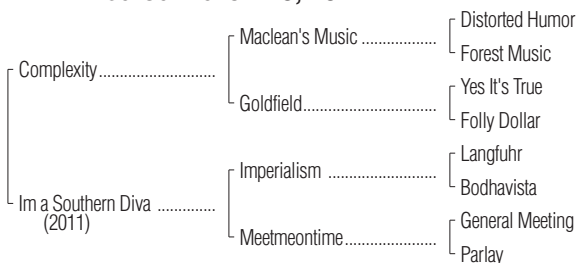 Distorted Humor
Maclean's Music
Forest Music
Complexity
Yes It's True
Goldfield
Folly Dollar
Langfuhr
Imperialism
Bodhavista
Im a Southern Diva
(2011)
General Meeting
Meetmeontime
Parlay